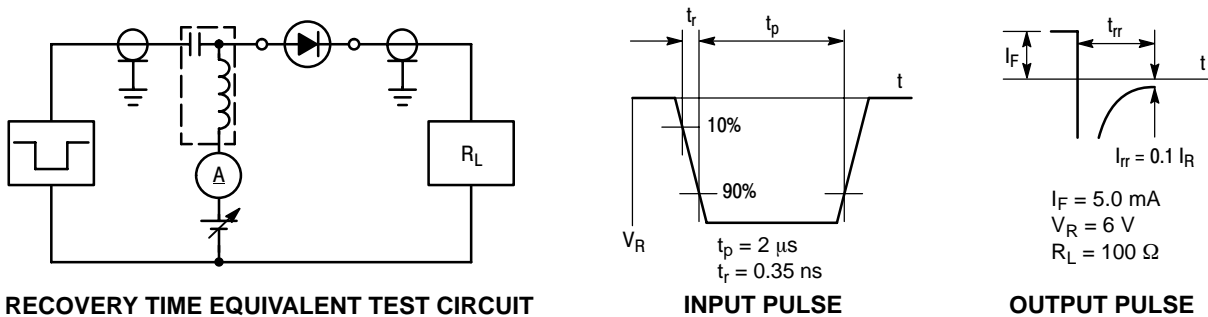 A
R_L
RECOVERY TIME EQUIVALENT TEST CIRCUIT
t_r
t_p
t
10%
90%
V_R
t_p = 2 μs
t_r = 0.35 ns
INPUT PULSE
t_rr
I_F
t
I_rr = 0.1 I_R
I_F = 5.0 mA
V_R = 6 V
R_L = 100 Ω
OUTPUT PULSE